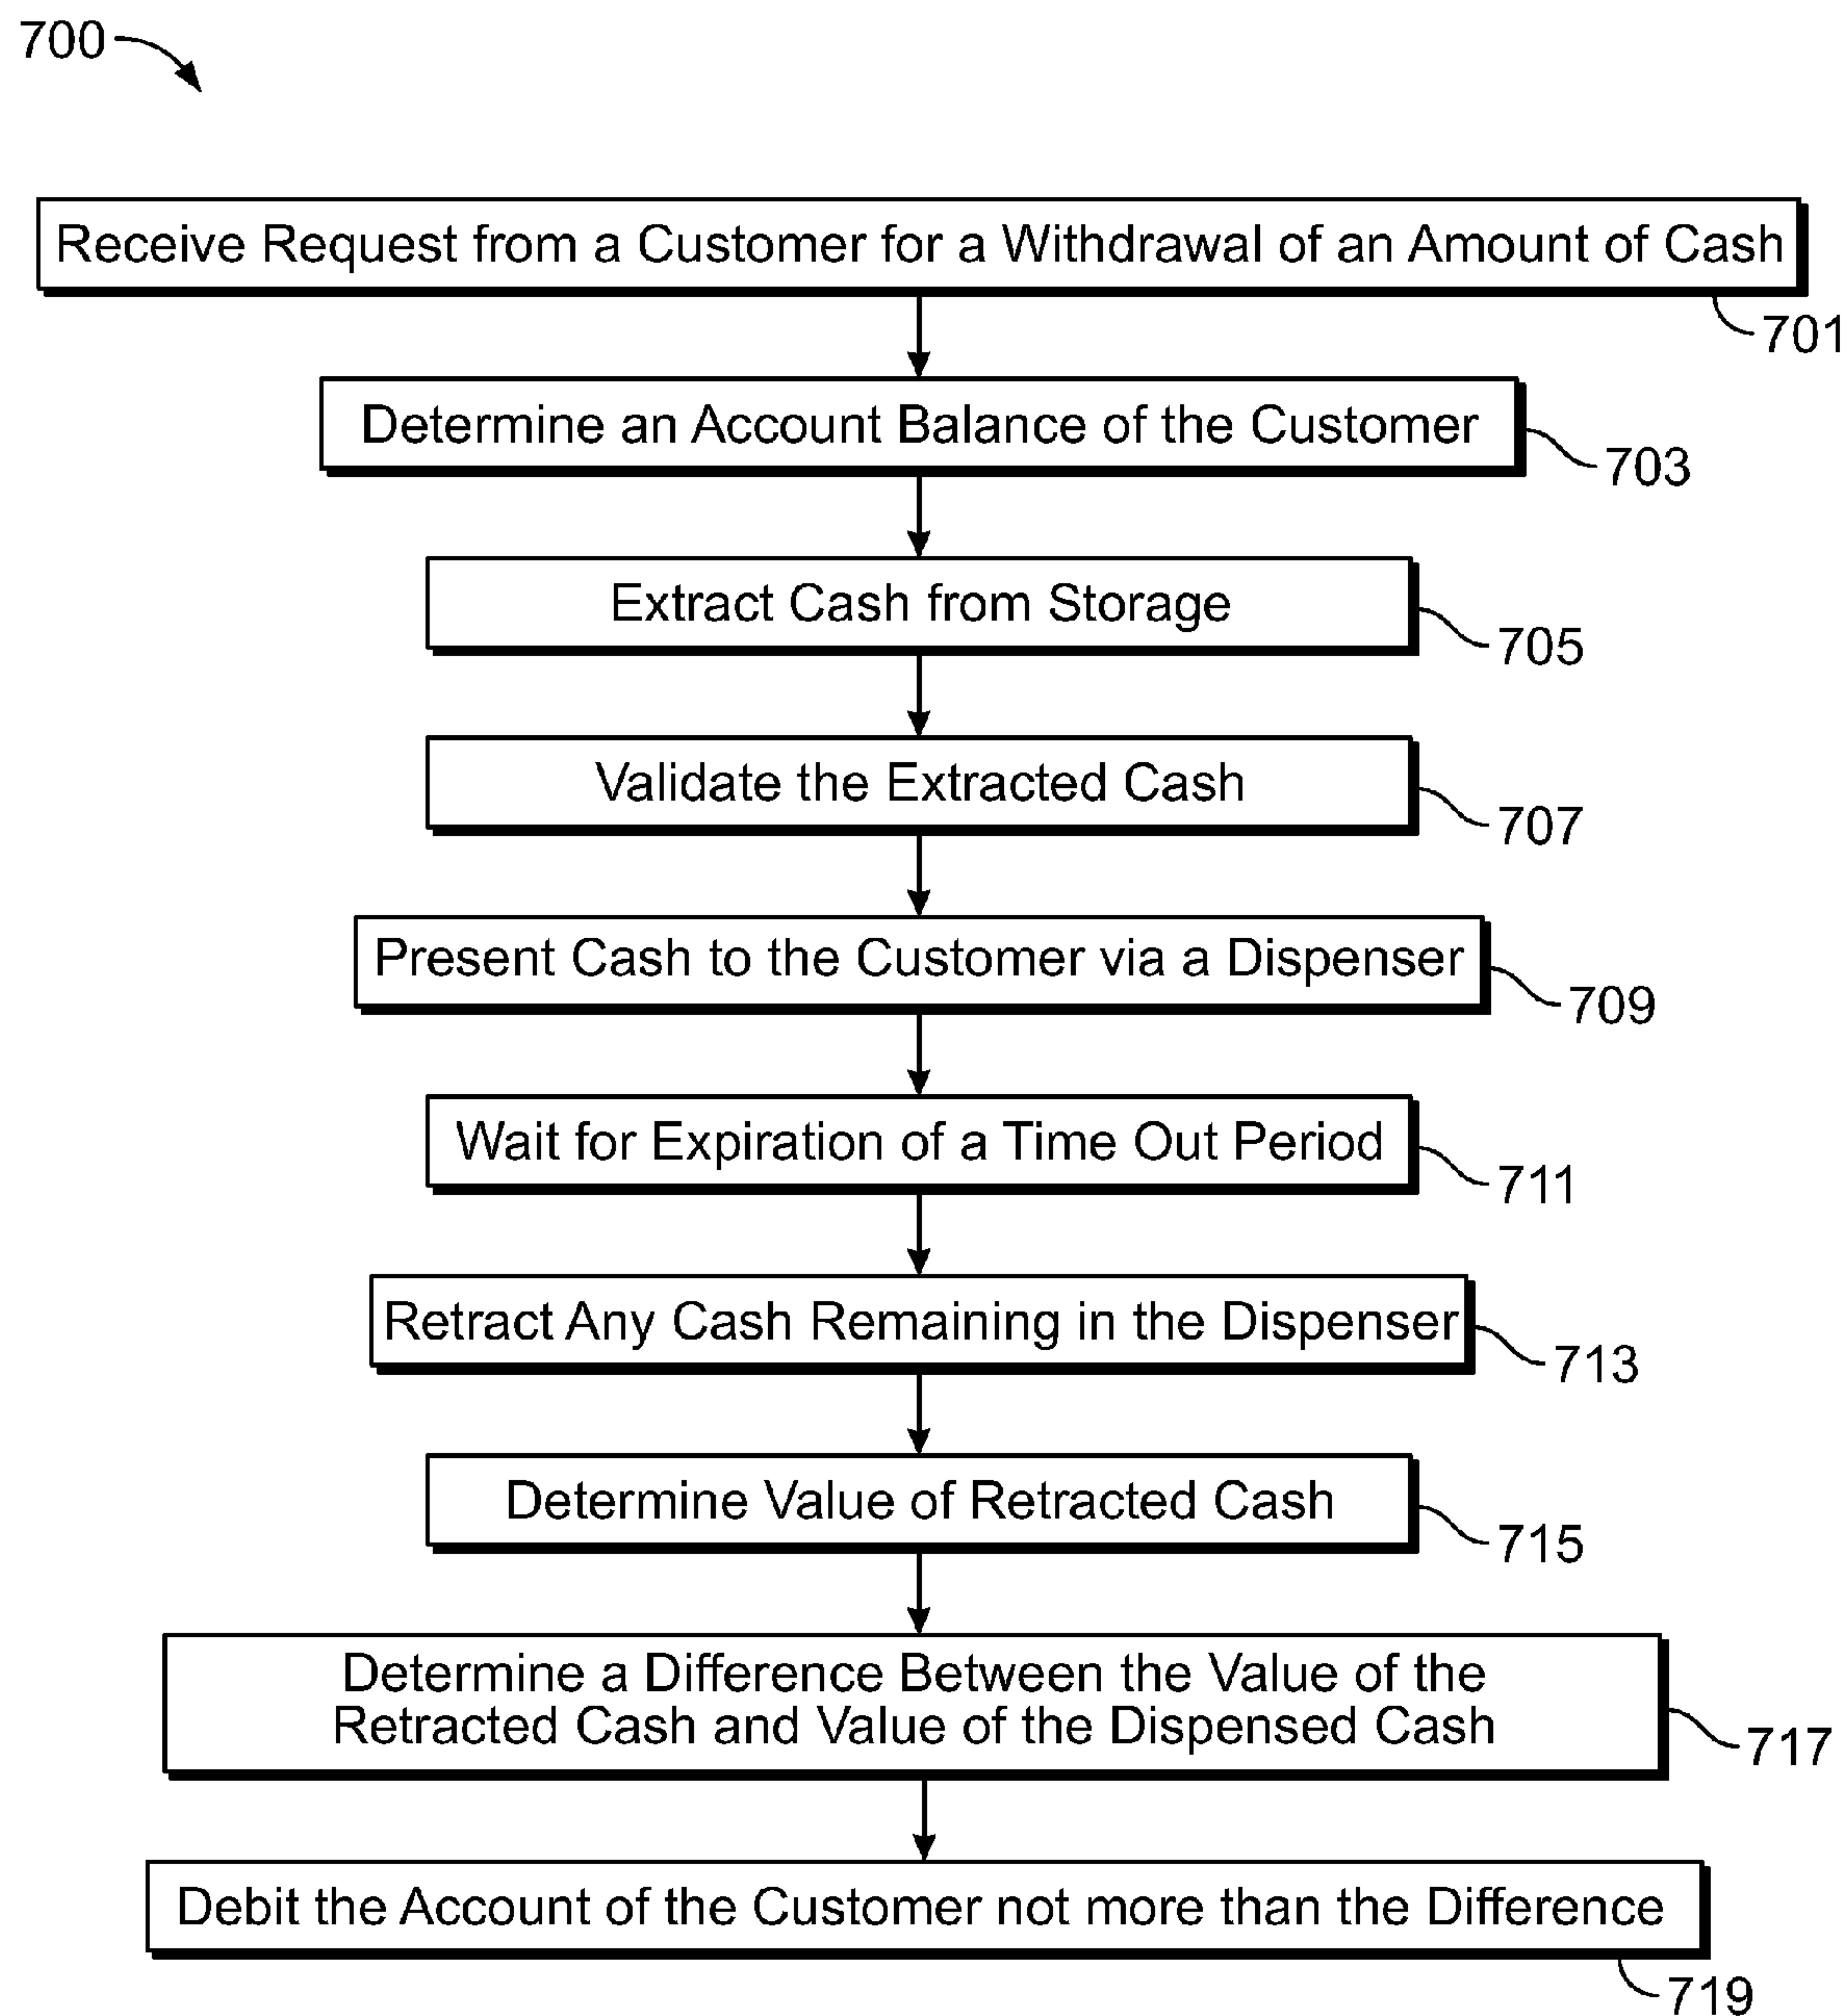 700
Receive Request from a Customer for a Withdrawal of an Amount of Cash
701
Determine an Account Balance of the Customer
703
Extract Cash from Storage
705
Validate the Extracted Cash
707
Present Cash to the Customer via a Dispenser
709
Wait for Expiration of a Time Out Period
711
Retract Any Cash Remaining in the Dispenser
713
Determine Value of Retracted Cash
715
Determine a Difference Between the Value of the
Retracted Cash and Value of the Dispensed Cash
717
Debit the Account of the Customer not more than the Difference
719